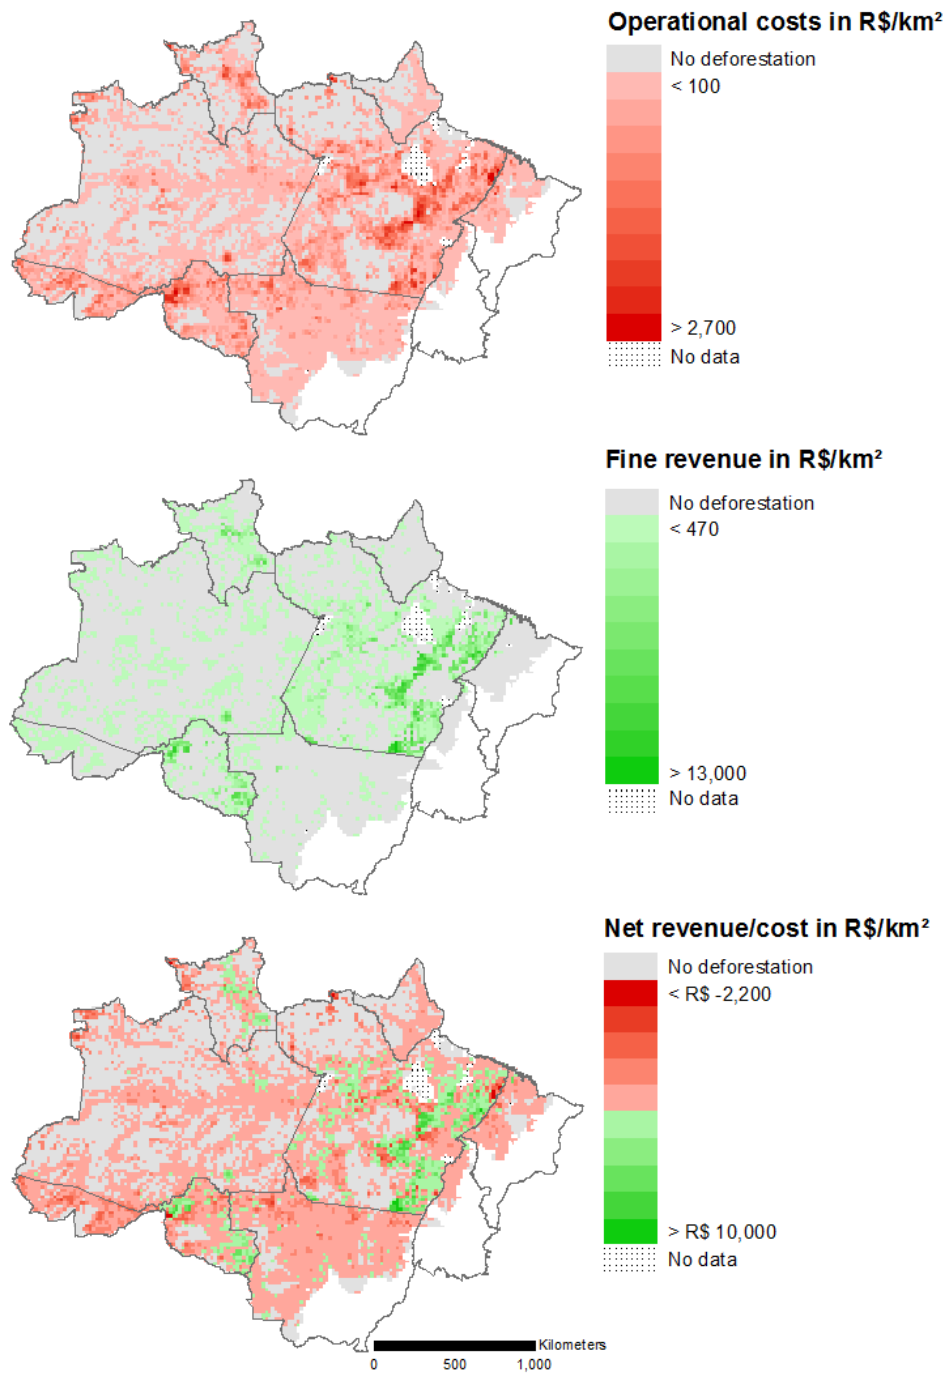 Operational costs in R$/km²
No deforestation
< 100
> 2,700
No data
Fine revenue in R$/km²
No deforestation
< 470
> 13,000
No data
Net revenue/cost in R$/km²
No deforestation
< R$ -2,200
> R$ 10,000
No data
Kilometers
0 500 1,000